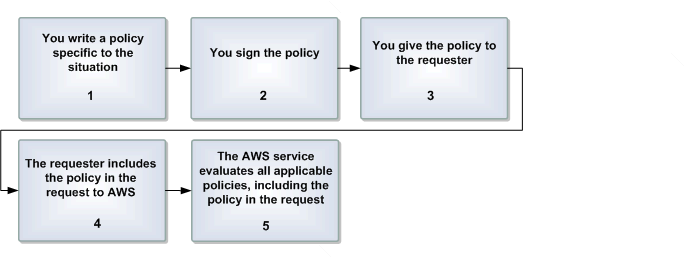 You write a policy
specific to the
situation
1
You sign the policy
2
You give the policy to
the requester
3
The requester includes
the policy in the
request to AWS
4
The AWS service
evaluates all applicable
policies, including the
policy in the request
5